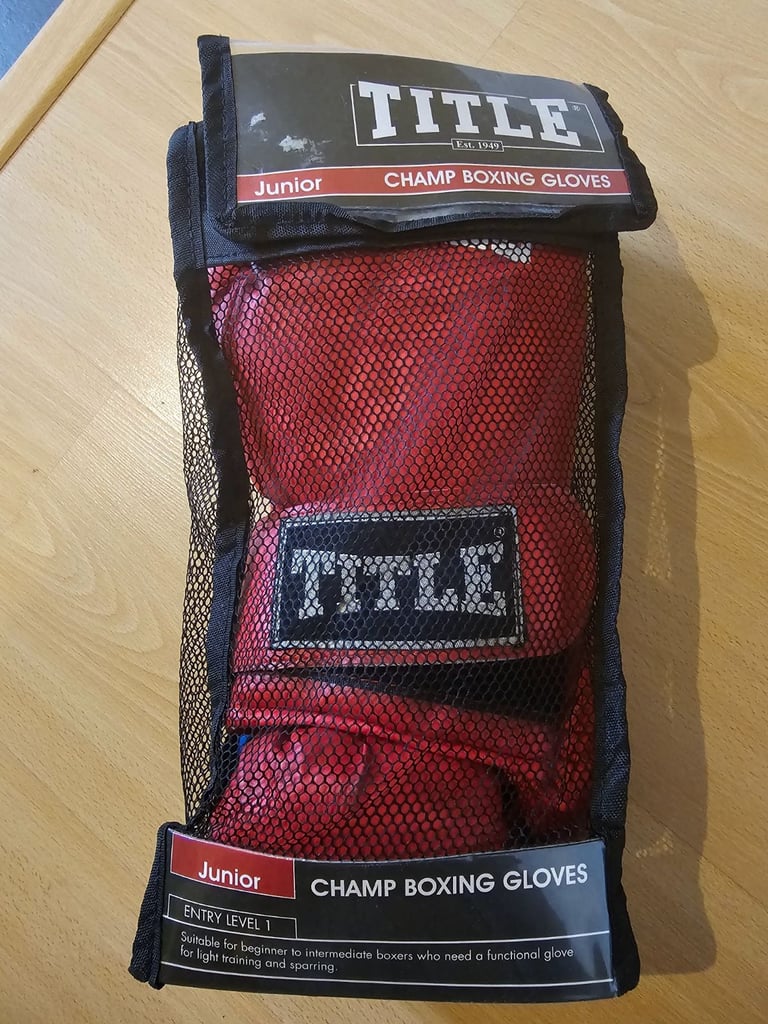 TITLE®
Est. 1949
Junior CHAMP BOXING GLOVES
TITLE®
Junior CHAMP BOXING GLOVES
ENTRY LEVEL 1
Suitable for beginner to intermediate boxers who need a functional glove
for light training and sparring.